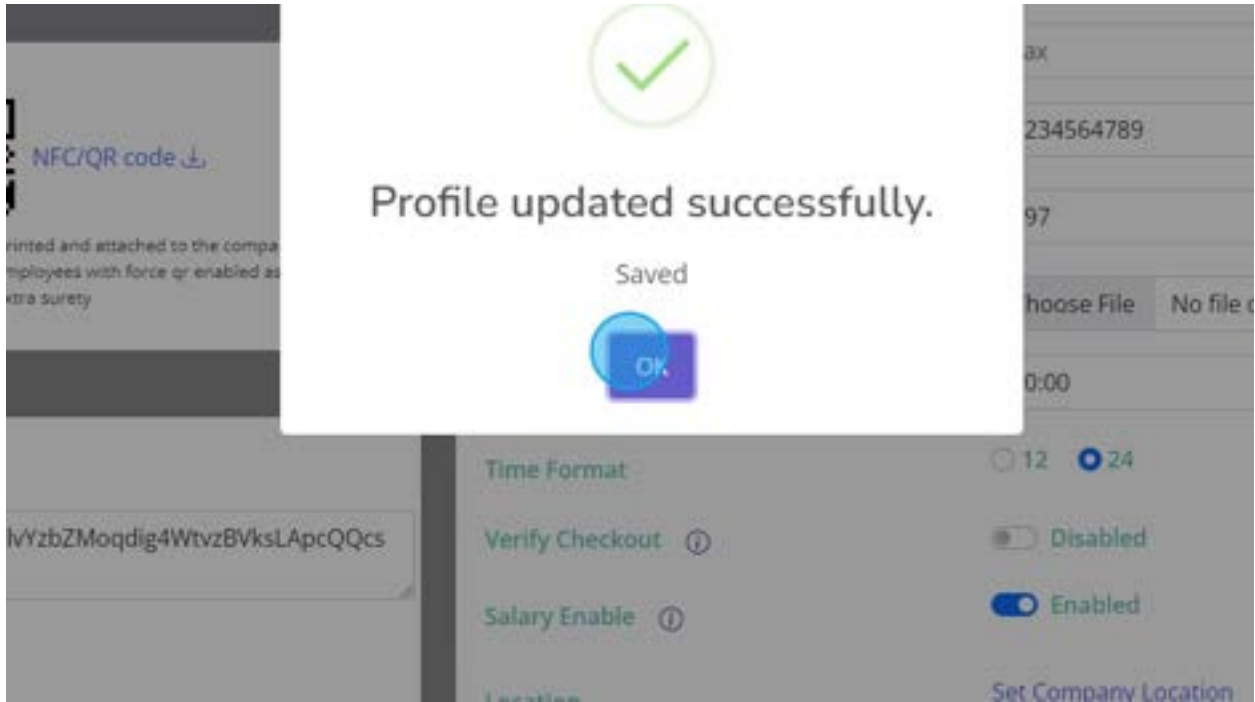 NFC/QR code
rinted and attached to the compa
mployees with force qr enabled as
xtra surety
Profile updated successfully.
Saved
OK
ax
234564789
97
hoose File No file
0:00
Time Format 12 24
lvYzbZMoqdig4WtvzBVksLApcQQcs
Verify Checkout Disabled
Salary Enable Enabled
Location Set Company Location